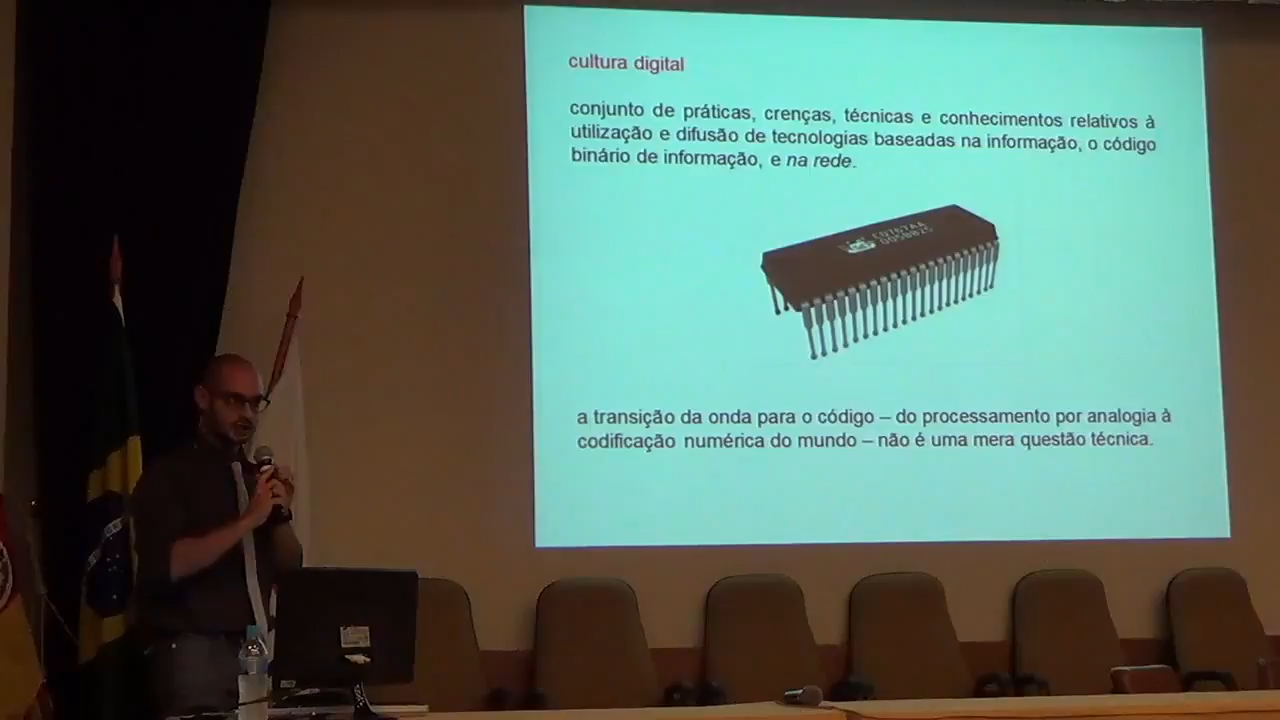 cultura digital
conjunto de práticas, crenças, técnicas e conhecimentos relativos à
utilização e difusão de tecnologias baseadas na informação, o código
binário de informação, e na rede.
a transição da onda para o código – do processamento por analogia à
codificação numérica do mundo – não é uma mera questão técnica.